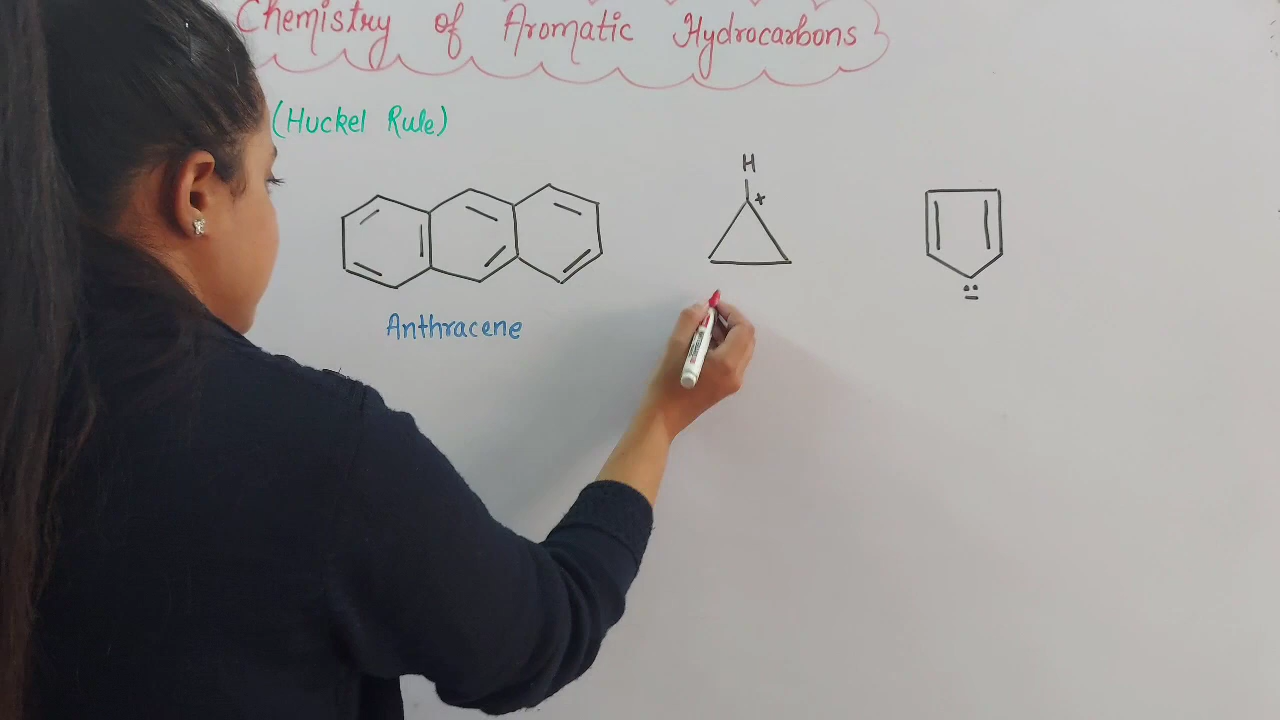 Chemistry of Aromatic Hydrocarbons
(Huckel Rule)
H
+
Anthracene